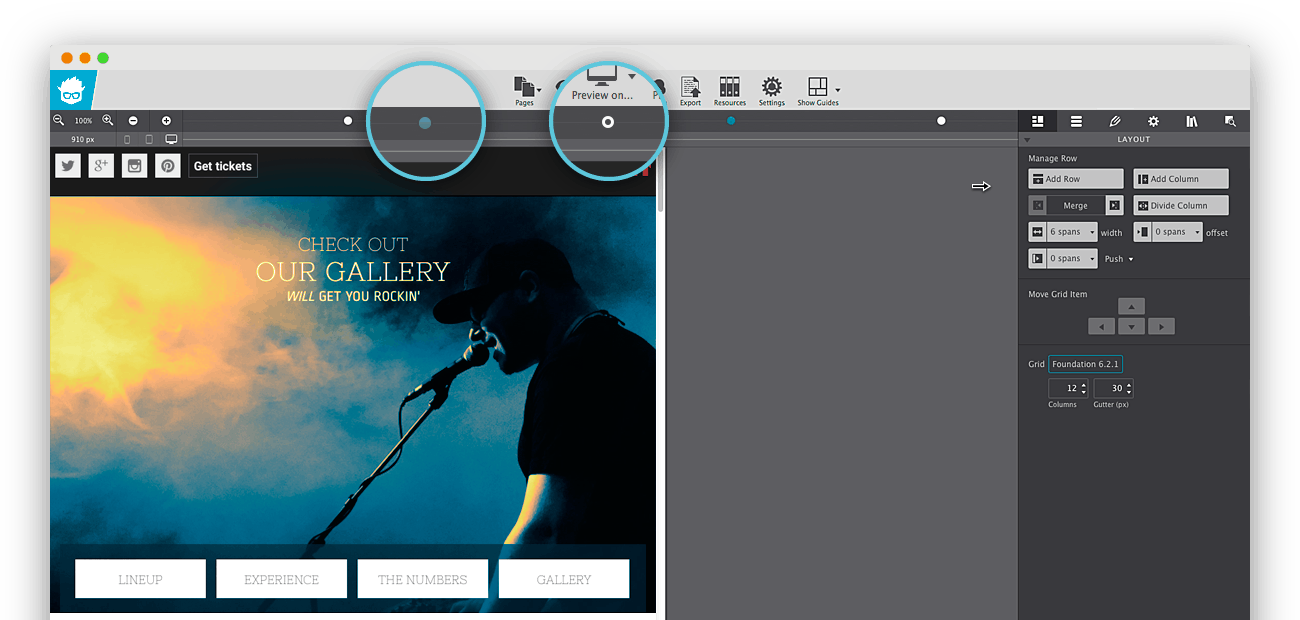 Preview on...
P
Pages
Export
Resources
Settings
Show Guides
100%
910 px
LAYOUT
Get tickets
g+
Manage Row
Add Row
Add Column
Merge
Divide Column
6 spans
width
0 spans
offset
0 spans
Push
CHECK OUT
OUR GALLERY
WILL GET YOU ROCKIN'
Move Grid Item
Grid
Foundation 6.2.1
12
30
Columns
Gutter (px)
LINEUP
EXPERIENCE
THE NUMBERS
GALLERY